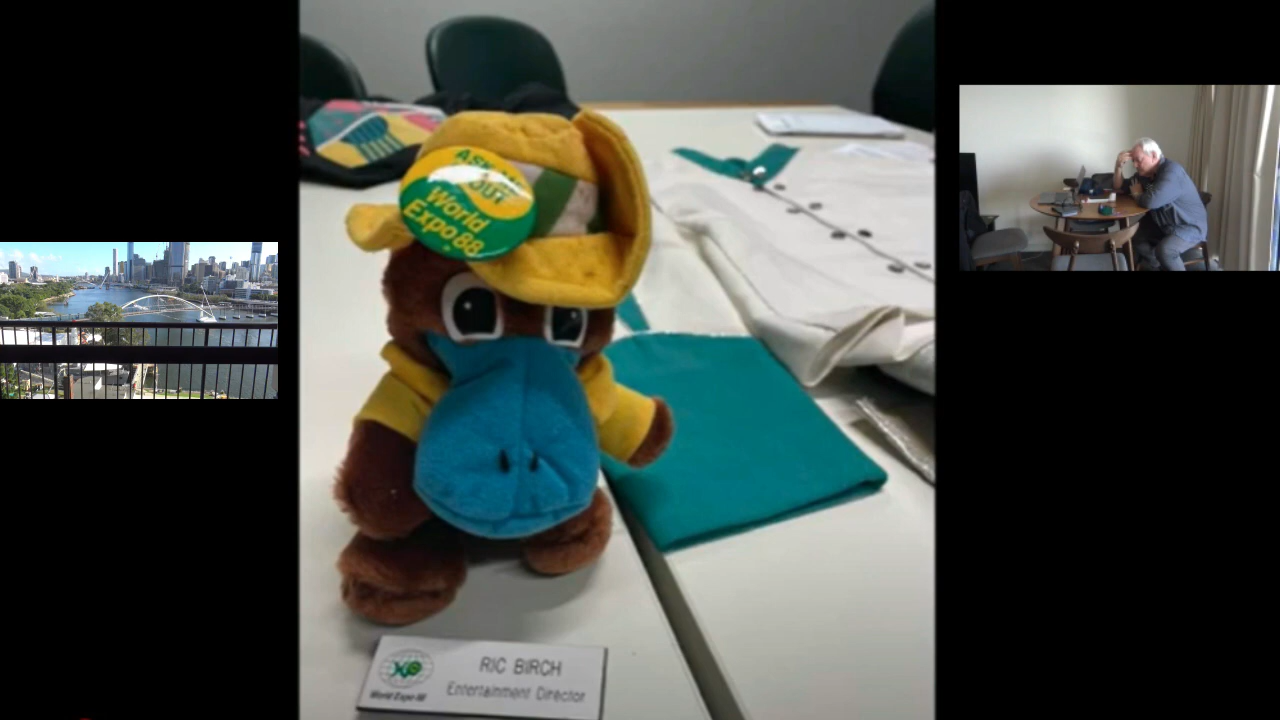 World
Expo 88
RIC BIRCH
Entertainment Director
World Expo 88